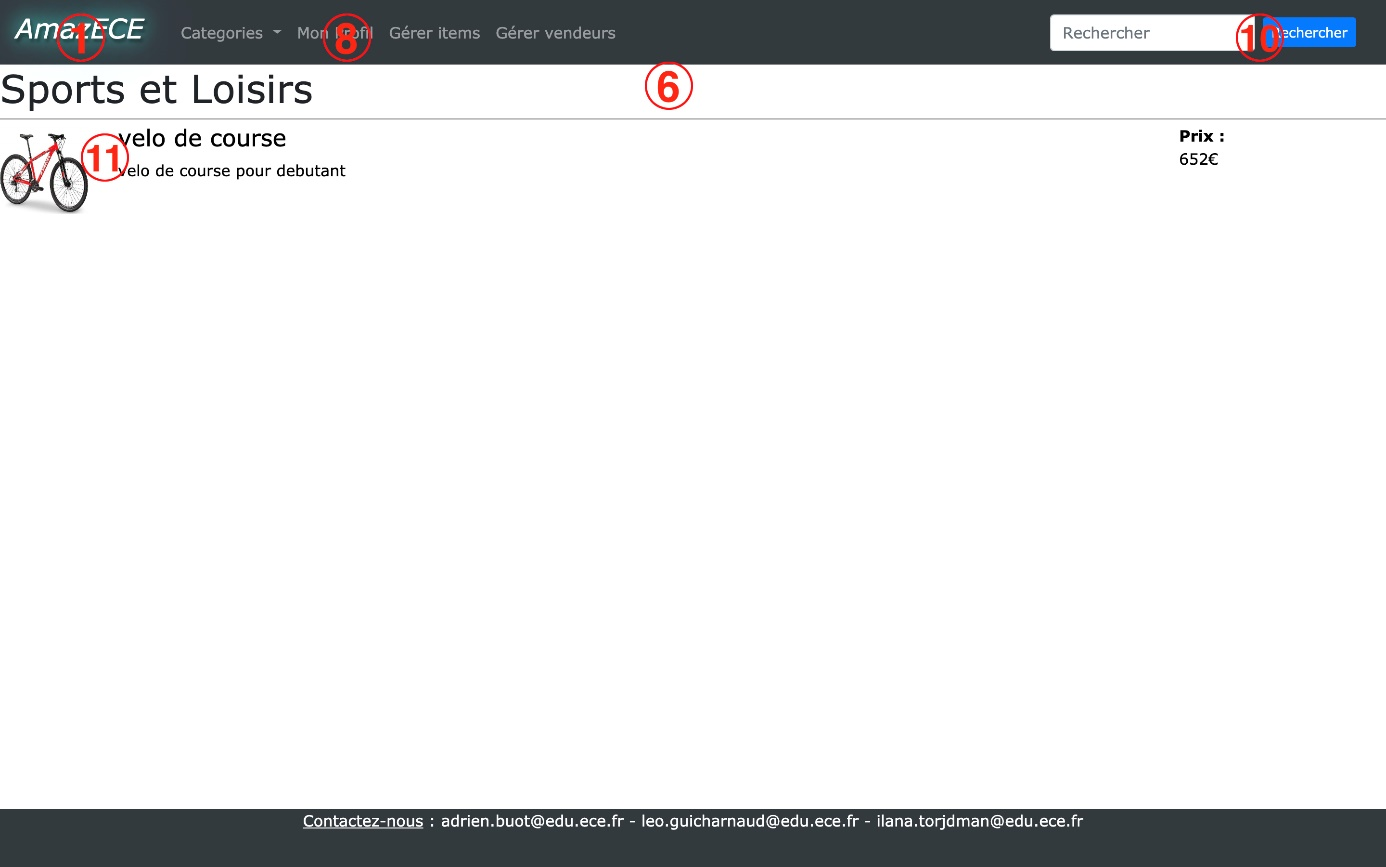 AmazECE
①
Categories
Mon Profil
⑧
Gérer items
Gérer vendeurs
Rechercher
⑩
Rechercher
Sports et Loisirs
⑥
⑪
velo de course
velo de course pour debutant
Prix :
652€
Contactez-nous : adrien.buot@edu.ece.fr - leo.guicharnaud@edu.ece.fr - ilana.torjdman@edu.ece.fr